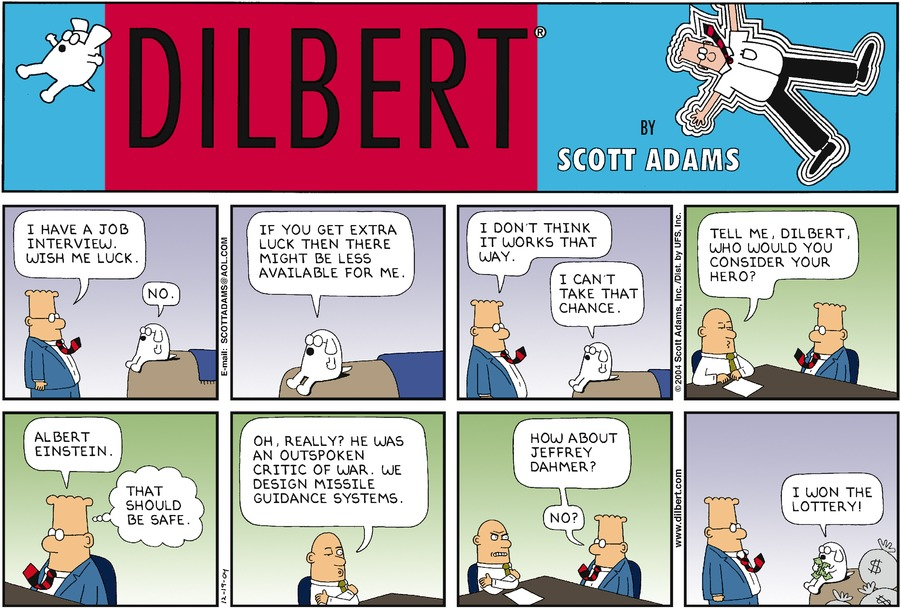 DILBERT®
BY
SCOTT ADAMS
I HAVE A JOB
INTERVIEW.
WISH ME LUCK.
NO.
E-mail: SCOTTADAMS@AOL.COM
IF YOU GET EXTRA
LUCK THEN THERE
MIGHT BE LESS
AVAILABLE FOR ME.
I DON'T THINK
IT WORKS THAT
WAY.
I CAN'T
TAKE THAT
CHANCE.
© 2004 Scott Adams, Inc./Dist. by UFS, Inc.
TELL ME, DILBERT,
WHO WOULD YOU
CONSIDER YOUR
HERO?
ALBERT
EINSTEIN.
THAT
SHOULD
BE SAFE.
12-19-04
OH, REALLY? HE WAS
AN OUTSPOKEN
CRITIC OF WAR. WE
DESIGN MISSILE
GUIDANCE SYSTEMS.
HOW ABOUT
JEFFREY
DAHMER?
NO?
www.dilbert.com
I WON THE
LOTTERY!
$
$